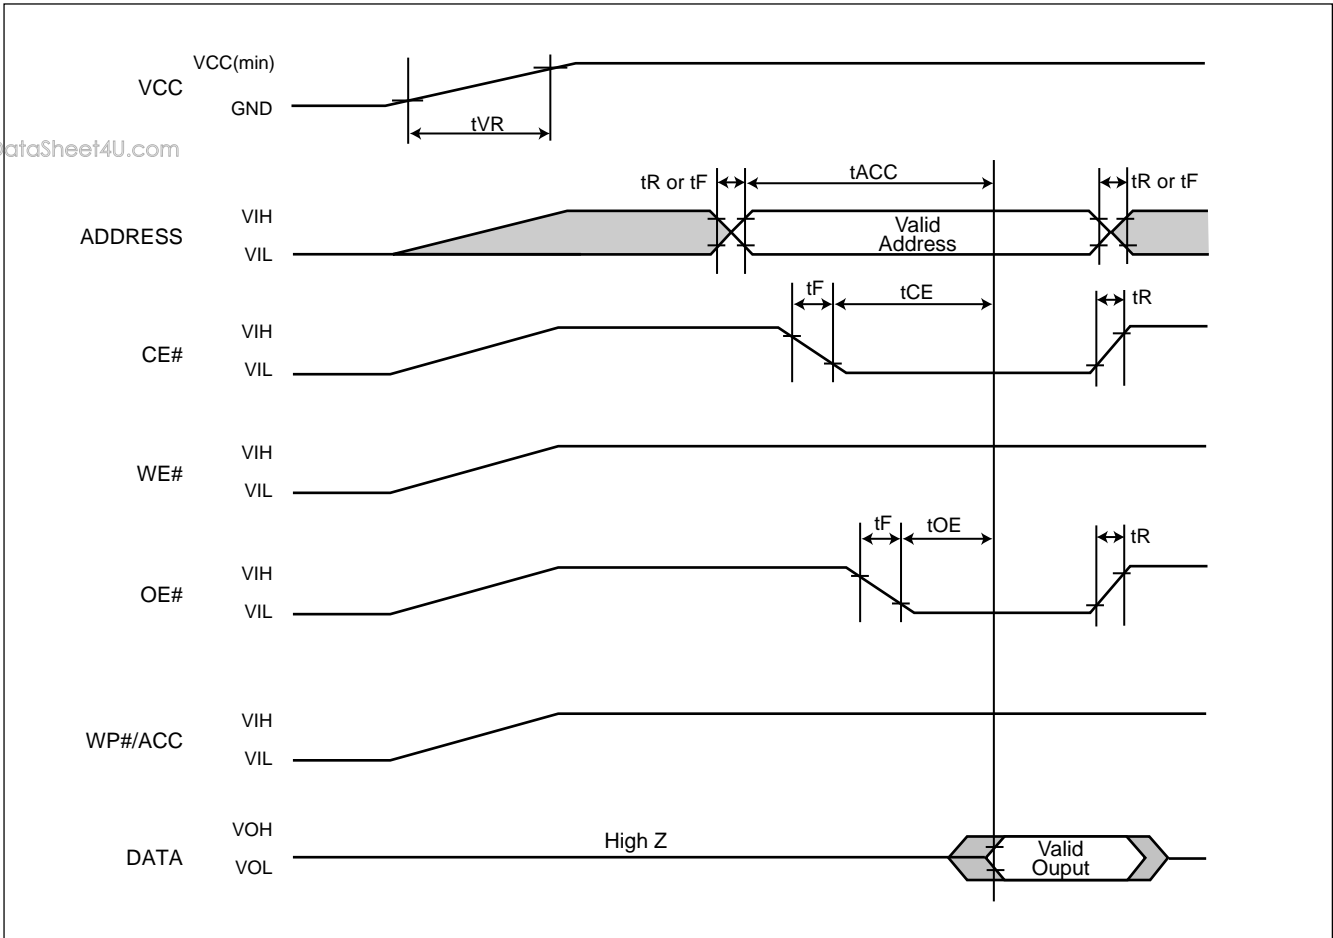 VCC(min)
VCC
GND
tVR
ataSheet4U.com
tR or tF
tACC
tR or tF
VIH
ADDRESS
VIL
Valid
Address
tF
tCE
tR
VIH
CE#
VIL
VIH
WE#
VIL
tF
tOE
tR
VIH
OE#
VIL
VIH
WP#/ACC
VIL
VOH
DATA
VOL
High Z
Valid
Ouput